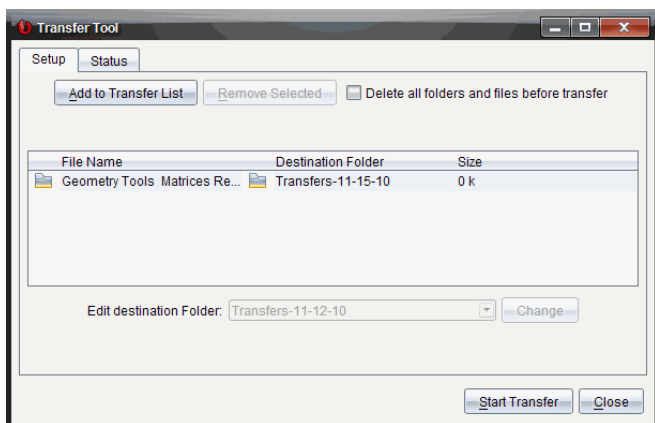 Transfer Tool
Setup Status
Add to Transfer List Remove Selected Delete all folders and files before transfer
File Name Destination Folder Size
Geometry Tools Matrices Re... Transfers-11-15-10 0 k
Edit destination Folder: Transfers-11-12-10 Change
Start Transfer Close